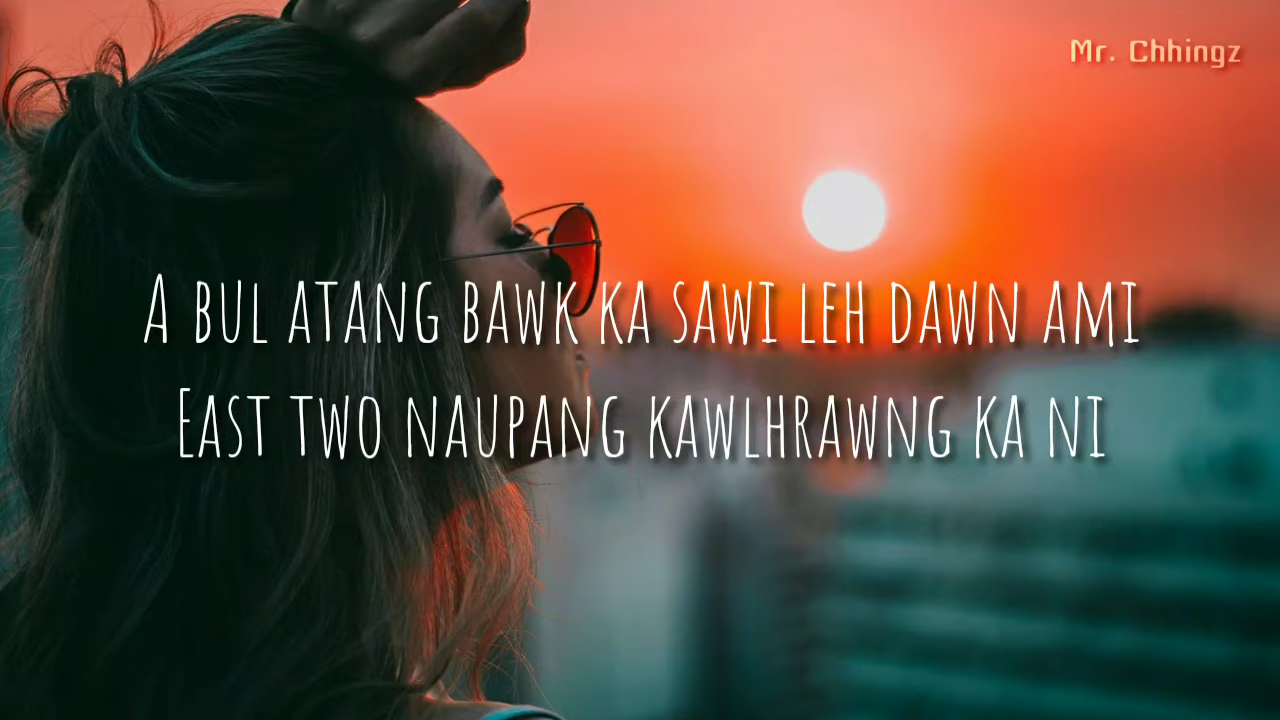 Mr. Chhingz
A BUL ATANG BAWK KA SAWI LEH DAWN AMI
EAST TWO NAUPANG KAWLHRAWNG KA NI